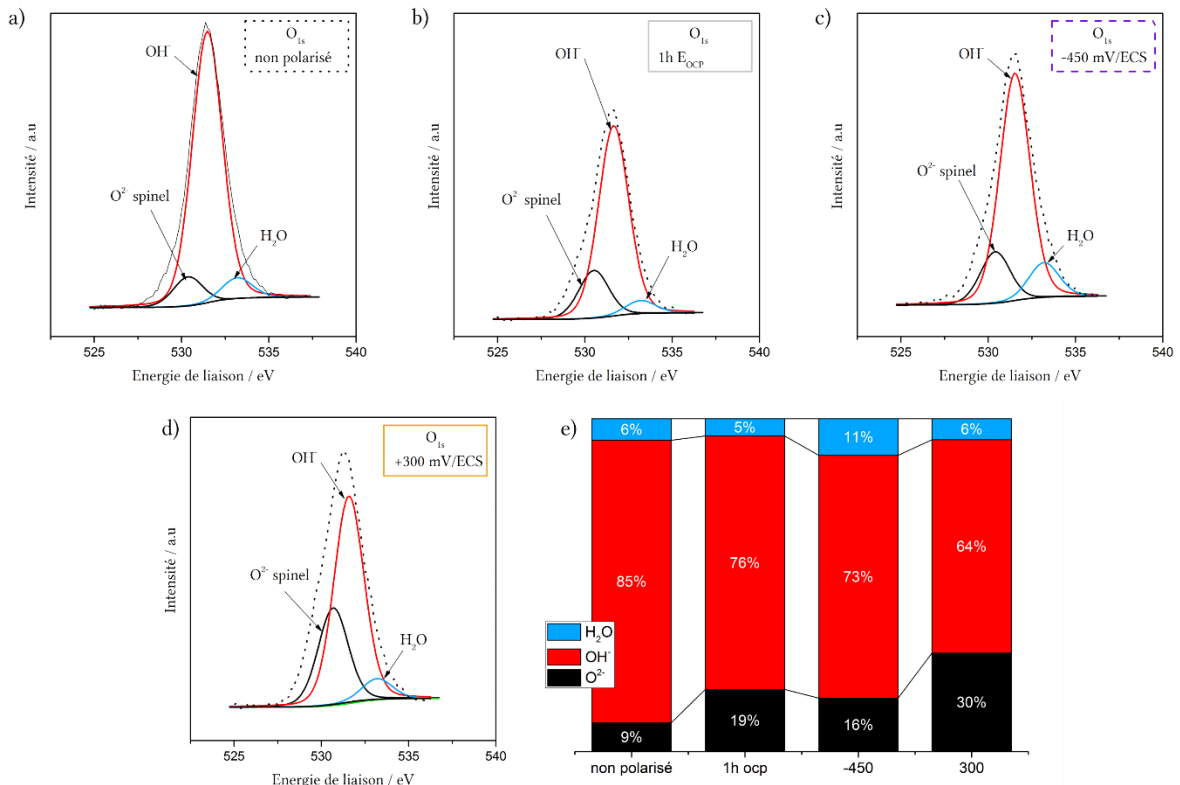 a)
O1s
non polarisé
OH-
O2- spinel
H2O
Intensité / a.u
525
530
535
540
Energie de liaison / eV
b)
O1s
1h EOCP
OH-
O2- spinel
H2O
Intensité / a.u
525
530
535
540
Energie de liaison / eV
c)
O1s
-450 mV/ECS
OH-
O2- spinel
H2O
Intensité / a.u
525
530
535
540
Energie de liaison / eV
d)
O1s
+300 mV/ECS
OH-
O2- spinel
H2O
Intensité / a.u
525
530
535
540
Energie de liaison / eV
e)
6%
5%
11%
6%
85%
76%
73%
64%
9%
19%
16%
30%
H2O
OH-
O2-
non polarisé
1h ocp
-450
300